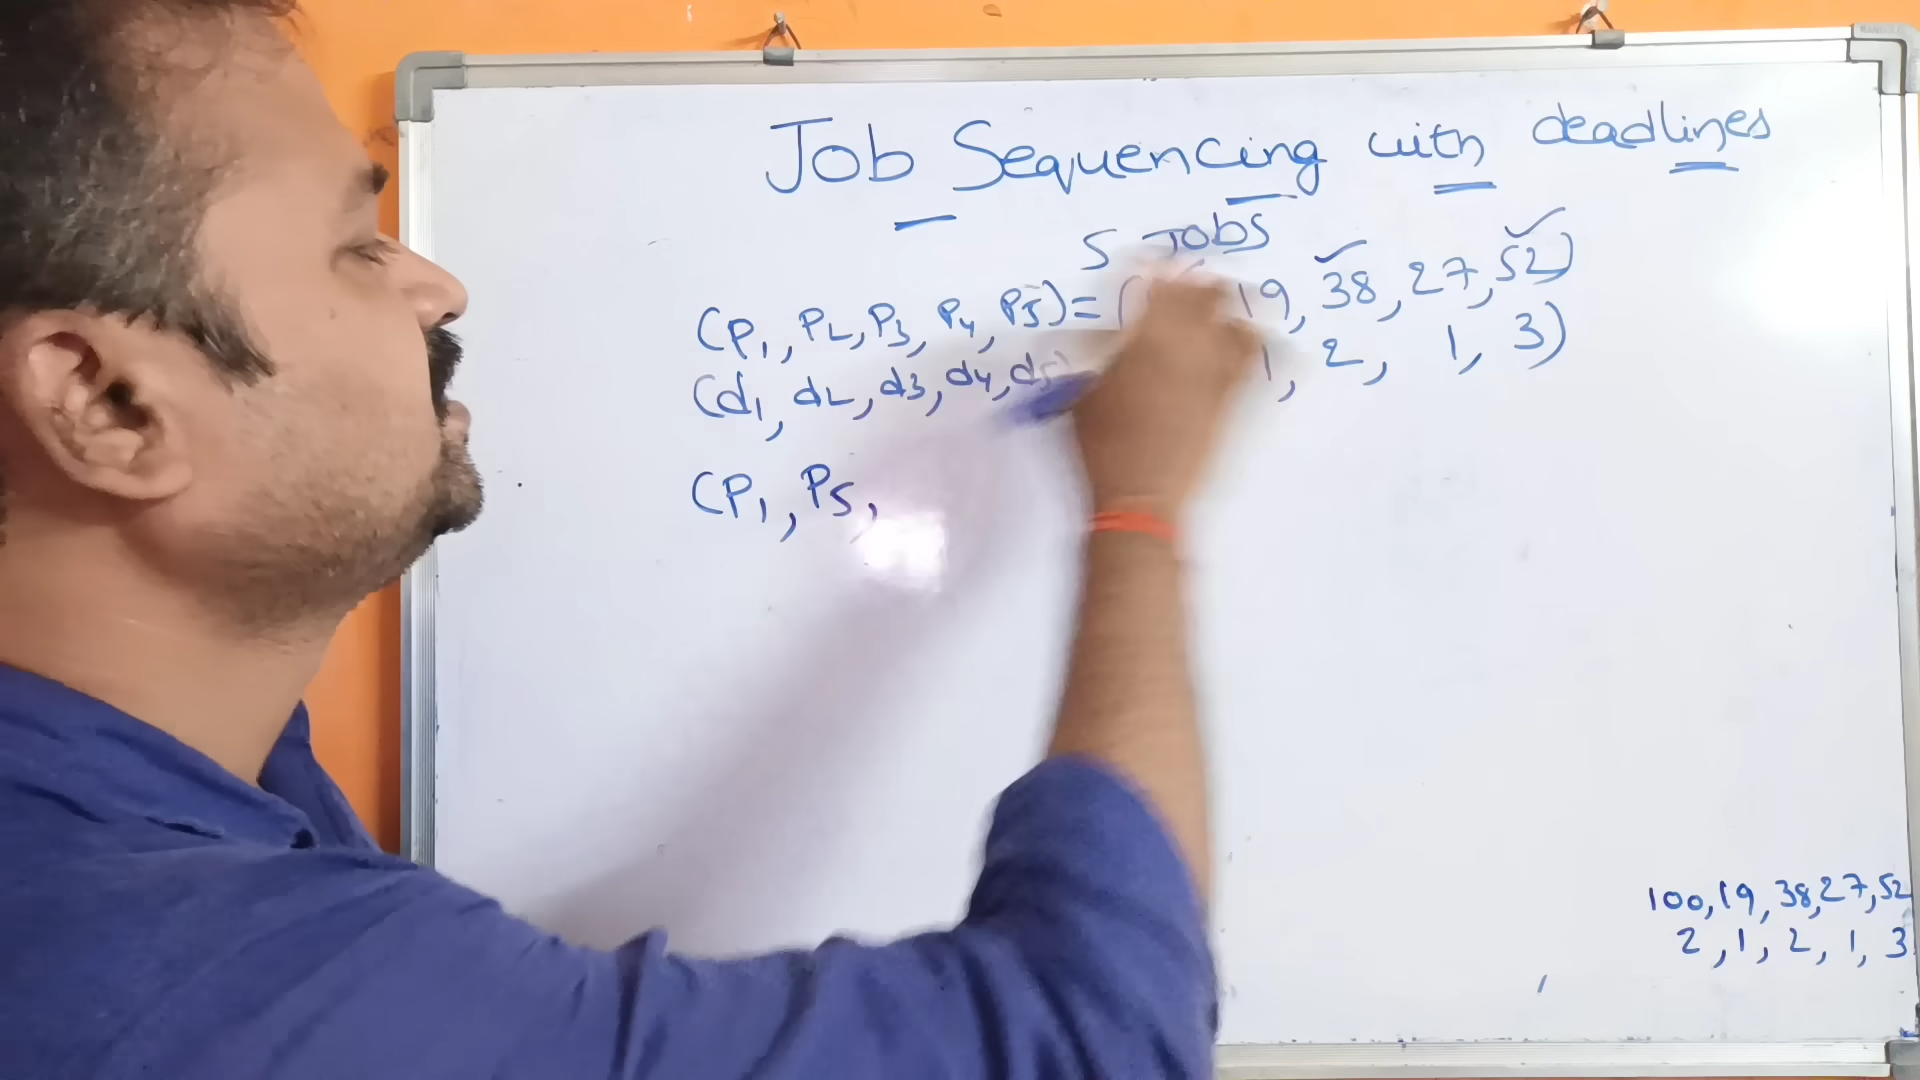 Job Sequencing with deadlines
5 Jobs
(P1, P2, P3, P4, P5) = ( 19, 38, 27, 52)
(d1, d2, d3, d4, d5) 1, 2, 1, 3)
(P1, P5,
100, 19, 38, 27, 52
2, 1, 2, 1, 3